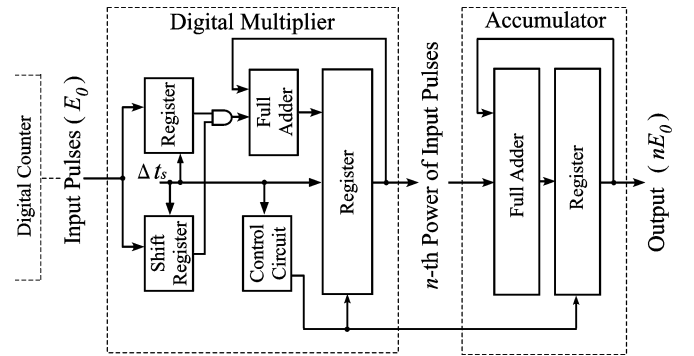 Digital Multiplier
Accumulator
Digital Counter
Input Pulses ( E₀ )
Register
Full
Adder
Register
n-th Power of Input Pulses
Full Adder
Register
Output ( nE₀ )
Δ tₛ
Shift
Register
Control
Circuit